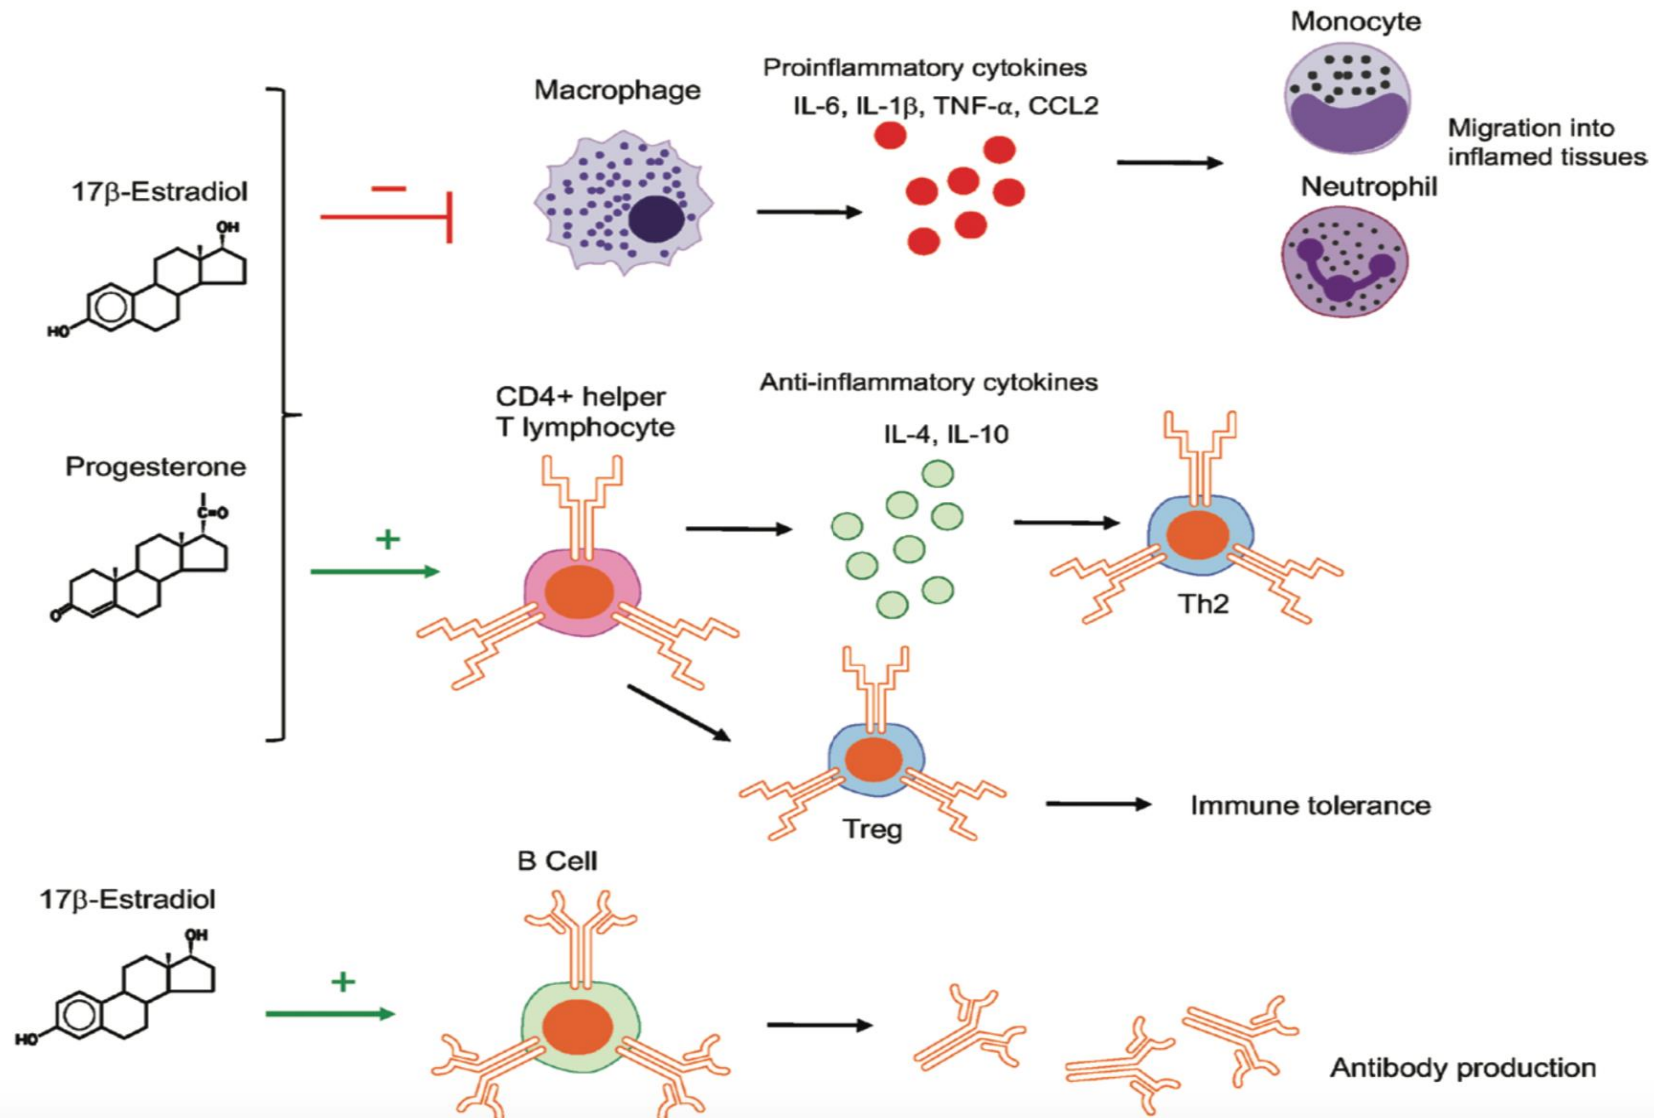 Monocyte
Proinflammatory cytokines
Macrophage
IL-6, IL-1β, TNF-α, CCL2
Migration into
inflamed tissues
17β-Estradiol
−
Neutrophil
OH
HO
Anti-inflammatory cytokines
CD4+ helper
T lymphocyte
IL-4, IL-10
Progesterone
C=O
+
O
Th2
Immune tolerance
Treg
B Cell
17β-Estradiol
OH
+
HO
Antibody production